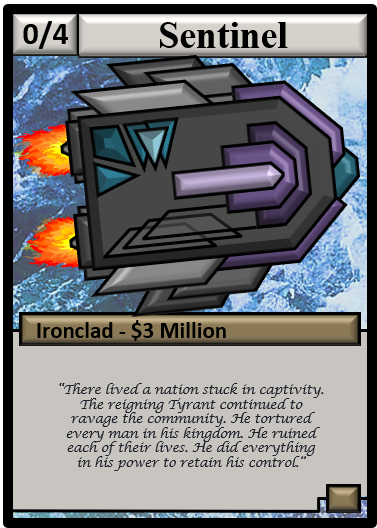 0/4
Sentinel
Ironclad - $3 Million
"There lived a nation stuck in captivity.
The reigning Tyrant continued to
ravage the community. He tortured
every man in his kingdom. He ruined
each of their lives. He did everything
in his power to retain his control."